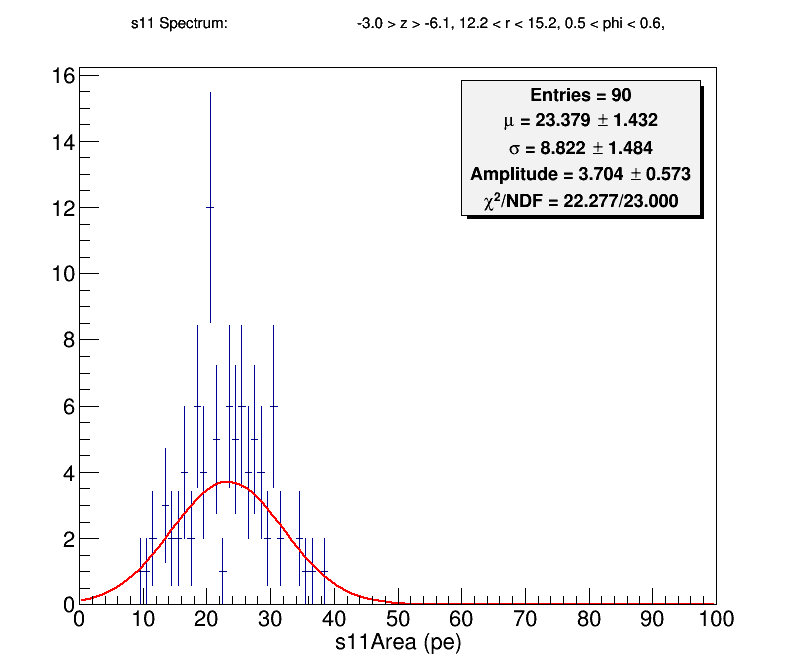 s11 Spectrum: -3.0 > z > -6.1, 12.2 < r < 15.2, 0.5 < phi < 0.6,
Entries = 90
μ = 23.379 ± 1.432
σ = 8.822 ± 1.484
Amplitude = 3.704 ± 0.573
χ²/NDF = 22.277/23.000
16
14
12
10
8
6
4
2
0
0 10 20 30 40 50 60 70 80 90 100
s11Area (pe)